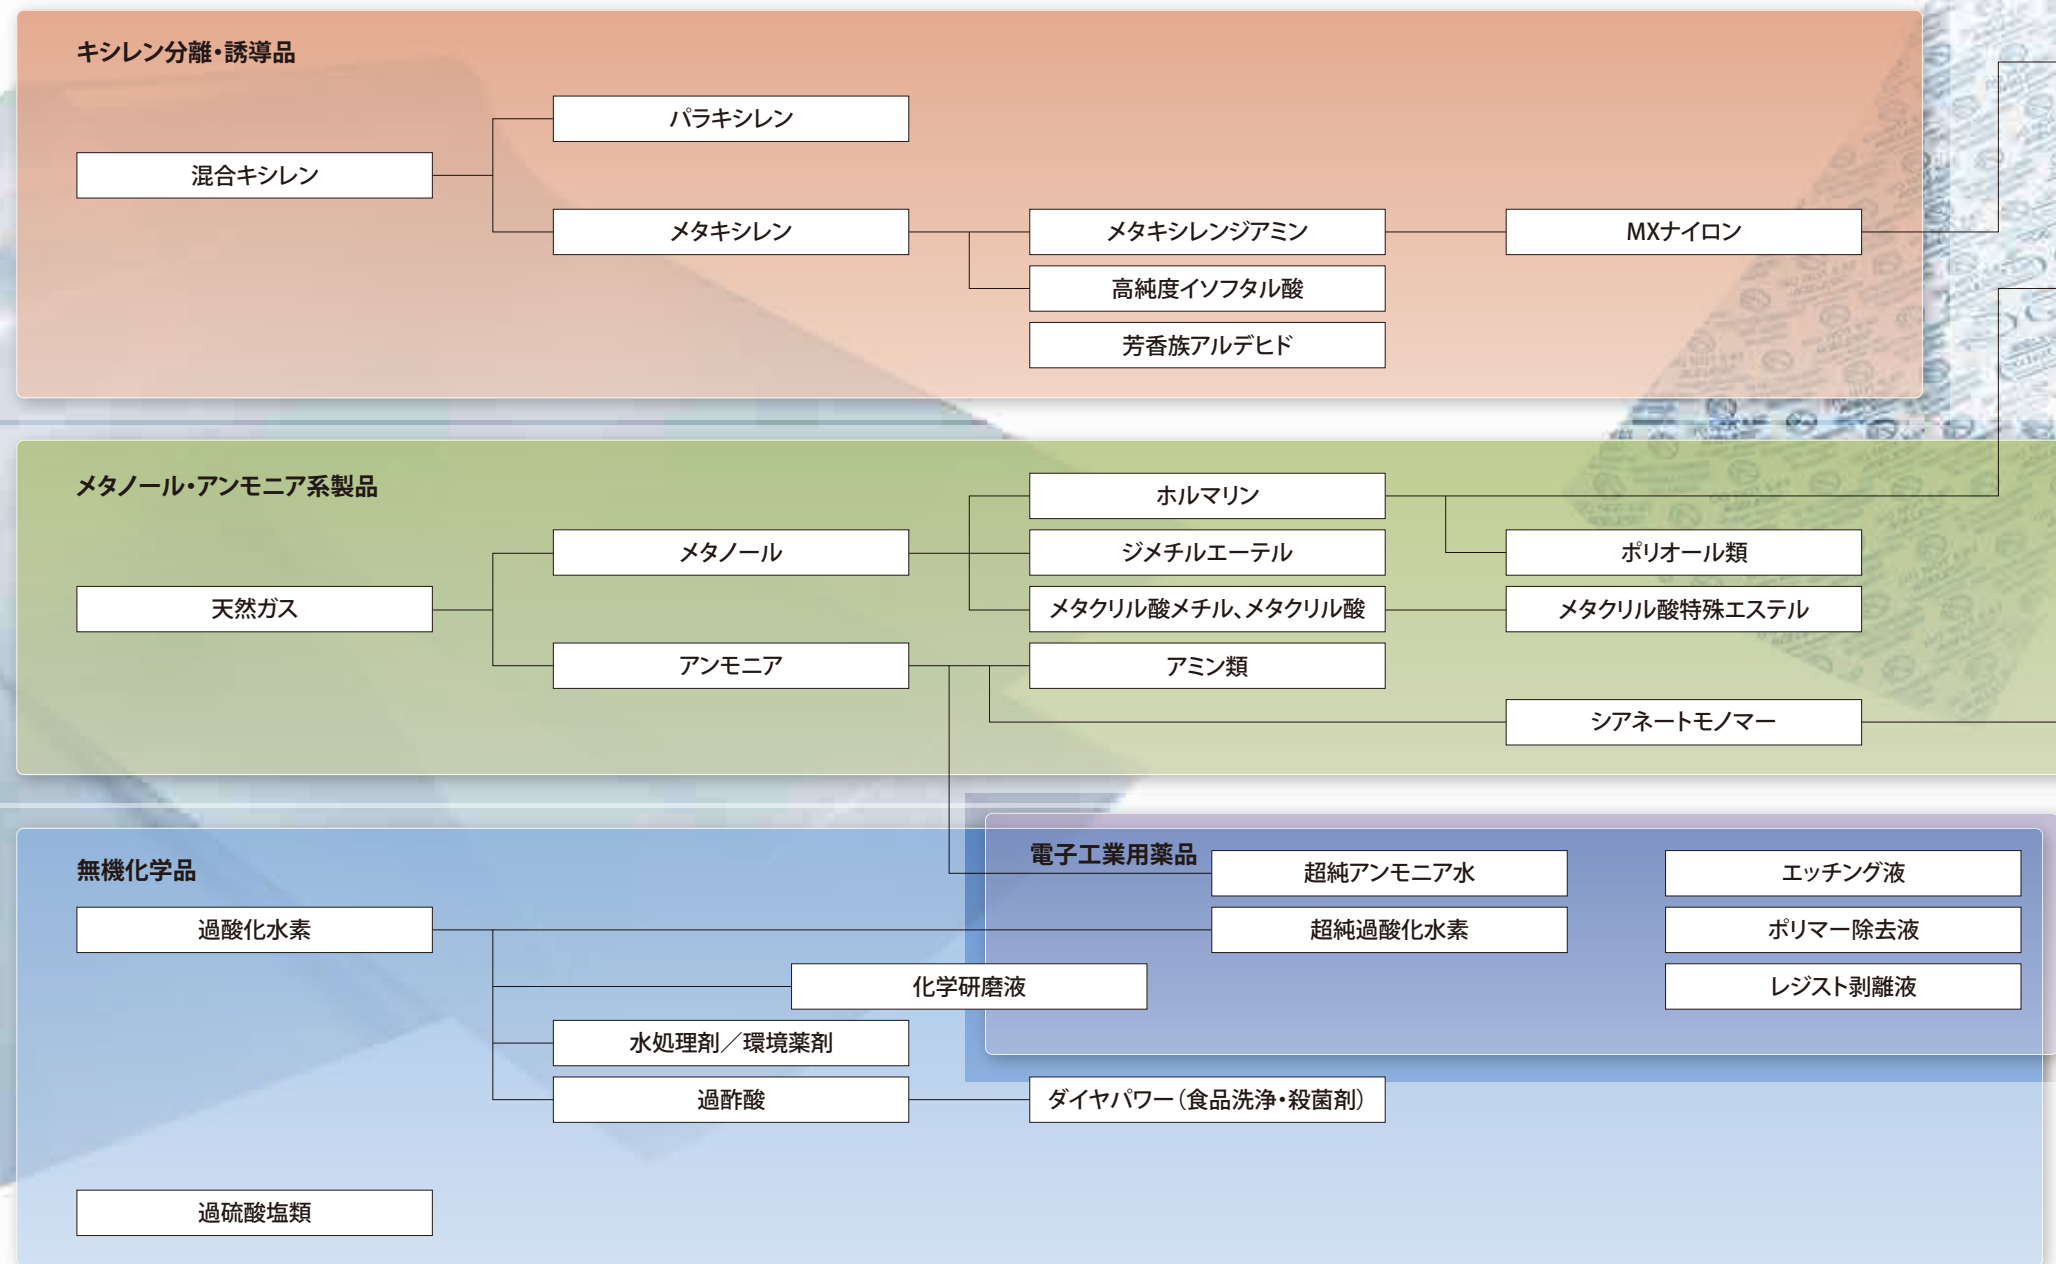 キシレン分離・誘導品
パラキシレン
混合キシレン
メタキシレン
メタキシレンジアミン
MXナイロン
高純度イソフタル酸
芳香族アルデヒド
メタノール・アンモニア系製品
ホルマリン
メタノール
ジメチルエーテル
ポリオール類
天然ガス
メタクリル酸メチル、メタクリル酸
メタクリル酸特殊エステル
アンモニア
アミン類
シアネートモノマー
無機化学品
電子工業用薬品
超純アンモニア水
エッチング液
過酸化水素
超純過酸化水素
ポリマー除去液
化学研磨液
レジスト剥離液
水処理剤／環境薬剤
過酢酸
ダイヤパワー（食品洗浄・殺菌剤）
過硫酸塩類